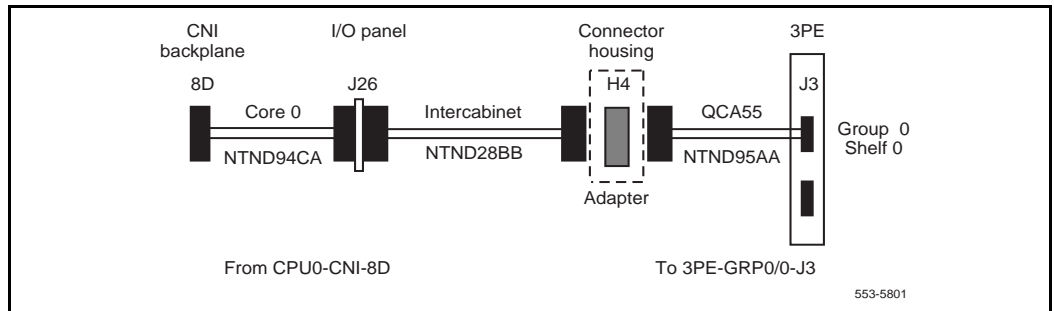 CNI
backplane
I/O panel
Connector
housing
3PE
8D
J26
H4
J3
Core 0
Intercabinet
QCA55
Group 0
Shelf 0
NTND94CA
NTND28BB
NTND95AA
Adapter
From CPU0-CNI-8D
To 3PE-GRP0/0-J3
553-5801